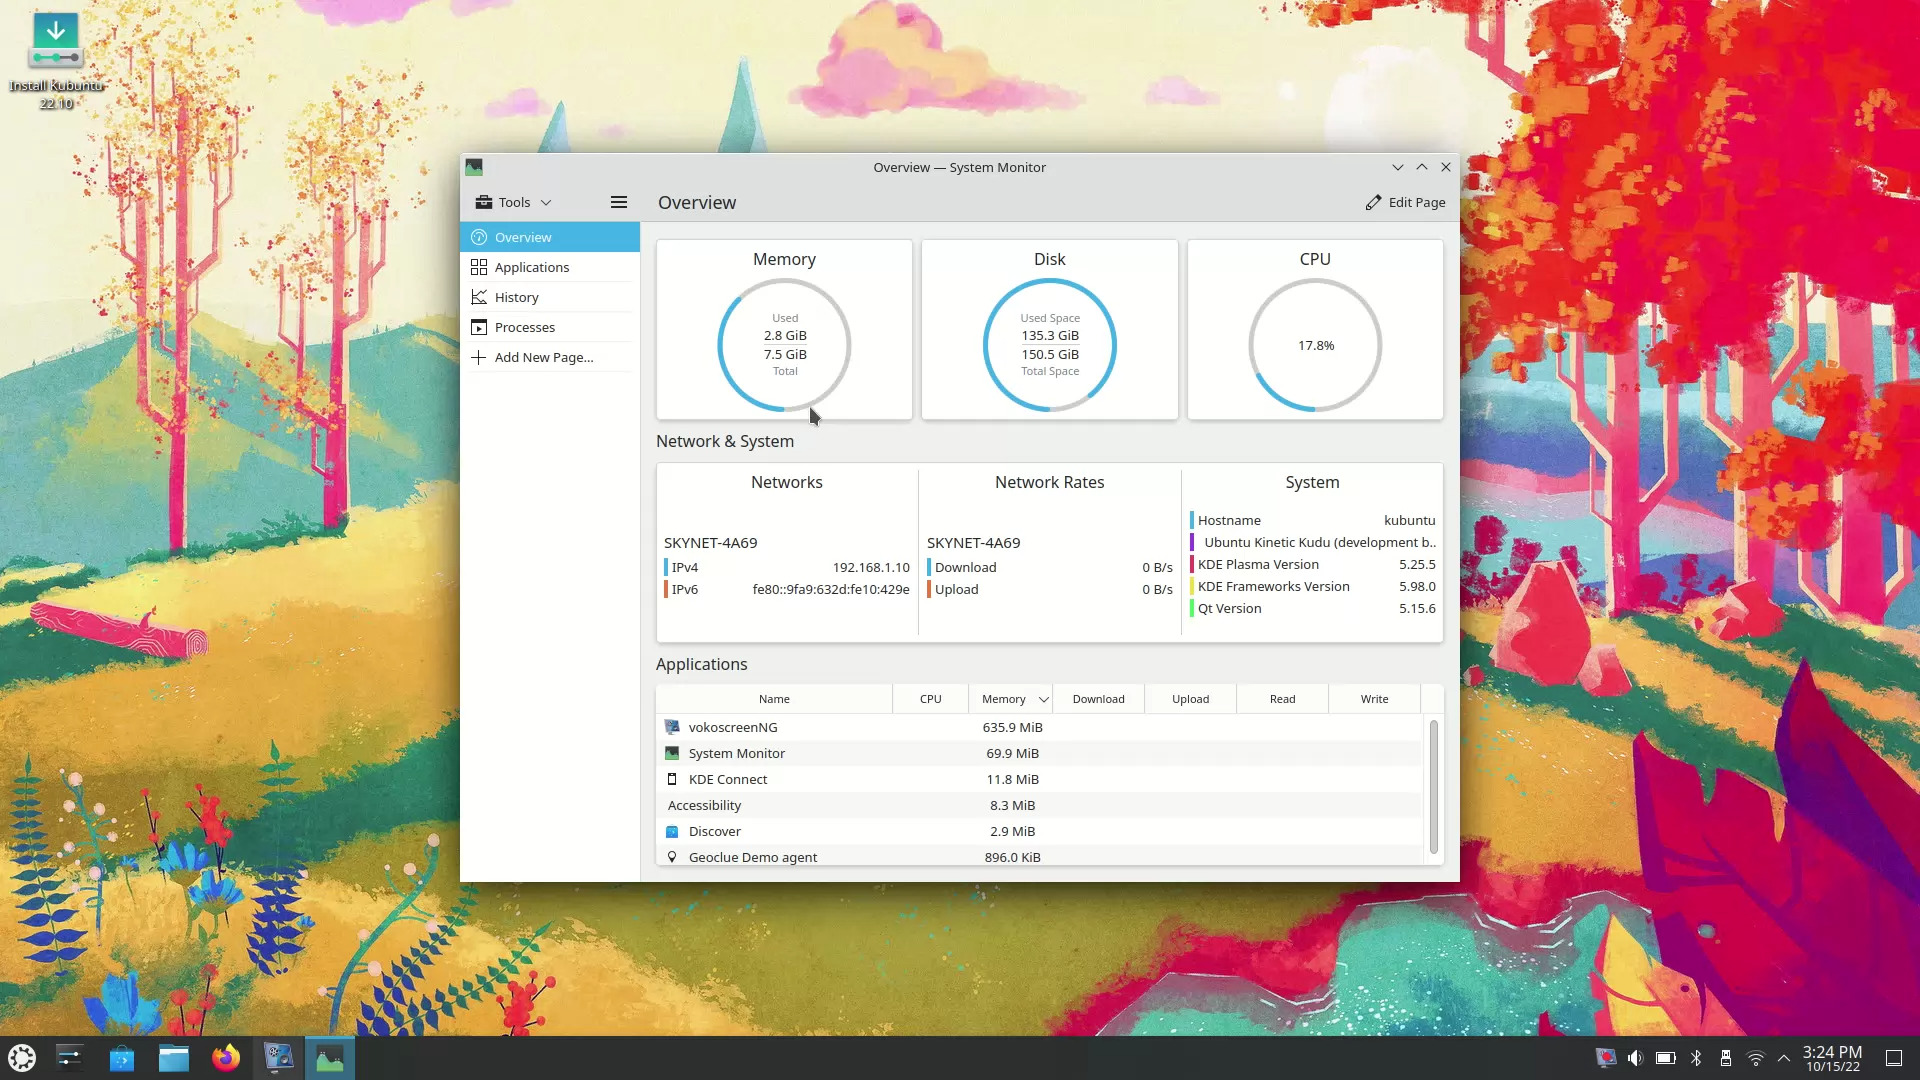 Install Kubuntu
22.10
Overview — System Monitor
Tools
Overview
Edit Page
Overview
Applications
History
Processes
Add New Page...
Memory
Used
2.8 GiB
7.5 GiB
Total
Disk
Used Space
135.3 GiB
150.5 GiB
Total Space
CPU
17.8%
Network & System
Networks
SKYNET-4A69
IPv4 192.168.1.10
IPv6 fe80::9fa9:632d:fe10:429e
Network Rates
SKYNET-4A69
Download 0 B/s
Upload 0 B/s
System
Hostname kubuntu
Ubuntu Kinetic Kudu (development b..
KDE Plasma Version 5.25.5
KDE Frameworks Version 5.98.0
Qt Version 5.15.6
Applications
Name CPU Memory Download Upload Read Write
vokoscreenNG 635.9 MiB
System Monitor 69.9 MiB
KDE Connect 11.8 MiB
Accessibility 8.3 MiB
Discover 2.9 MiB
Geoclue Demo agent 896.0 KiB
3:24 PM
10/15/22